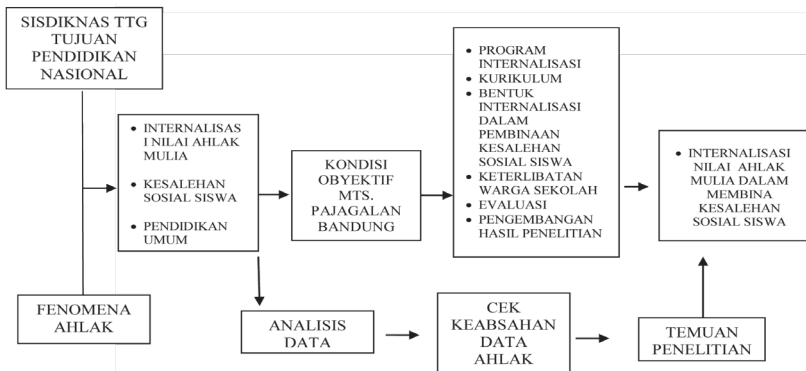 SISDIKNAS TTG
TUJUAN
PENDIDIKAN
NASIONAL
• INTERNALISAS
I NILAI AHLAK
MULIA
• KESALEHAN
SOSIAL SISWA
• PENDIDIKAN
UMUM
KONDISI
OBYEKTIF
MTS.
PAJAGALAN
BANDUNG
• PROGRAM
INTERNALISASI
• KURIKULUM
• BENTUK
INTERNALISASI
DALAM
PEMBINAAN
KESALEHAN
SOSIAL SISWA
• KETERLIBATAN
WARGA SEKOLAH
• EVALUASI
• PENGEMBANGAN
HASIL PENELITIAN
• INTERNALISASI
NILAI AHLAK
MULIA DALAM
MEMBINA
KESALEHAN
SOSIAL SISWA
FENOMENA
AHLAK
ANALISIS
DATA
CEK
KEABSAHAN
DATA
AHLAK
TEMUAN
PENELITIAN